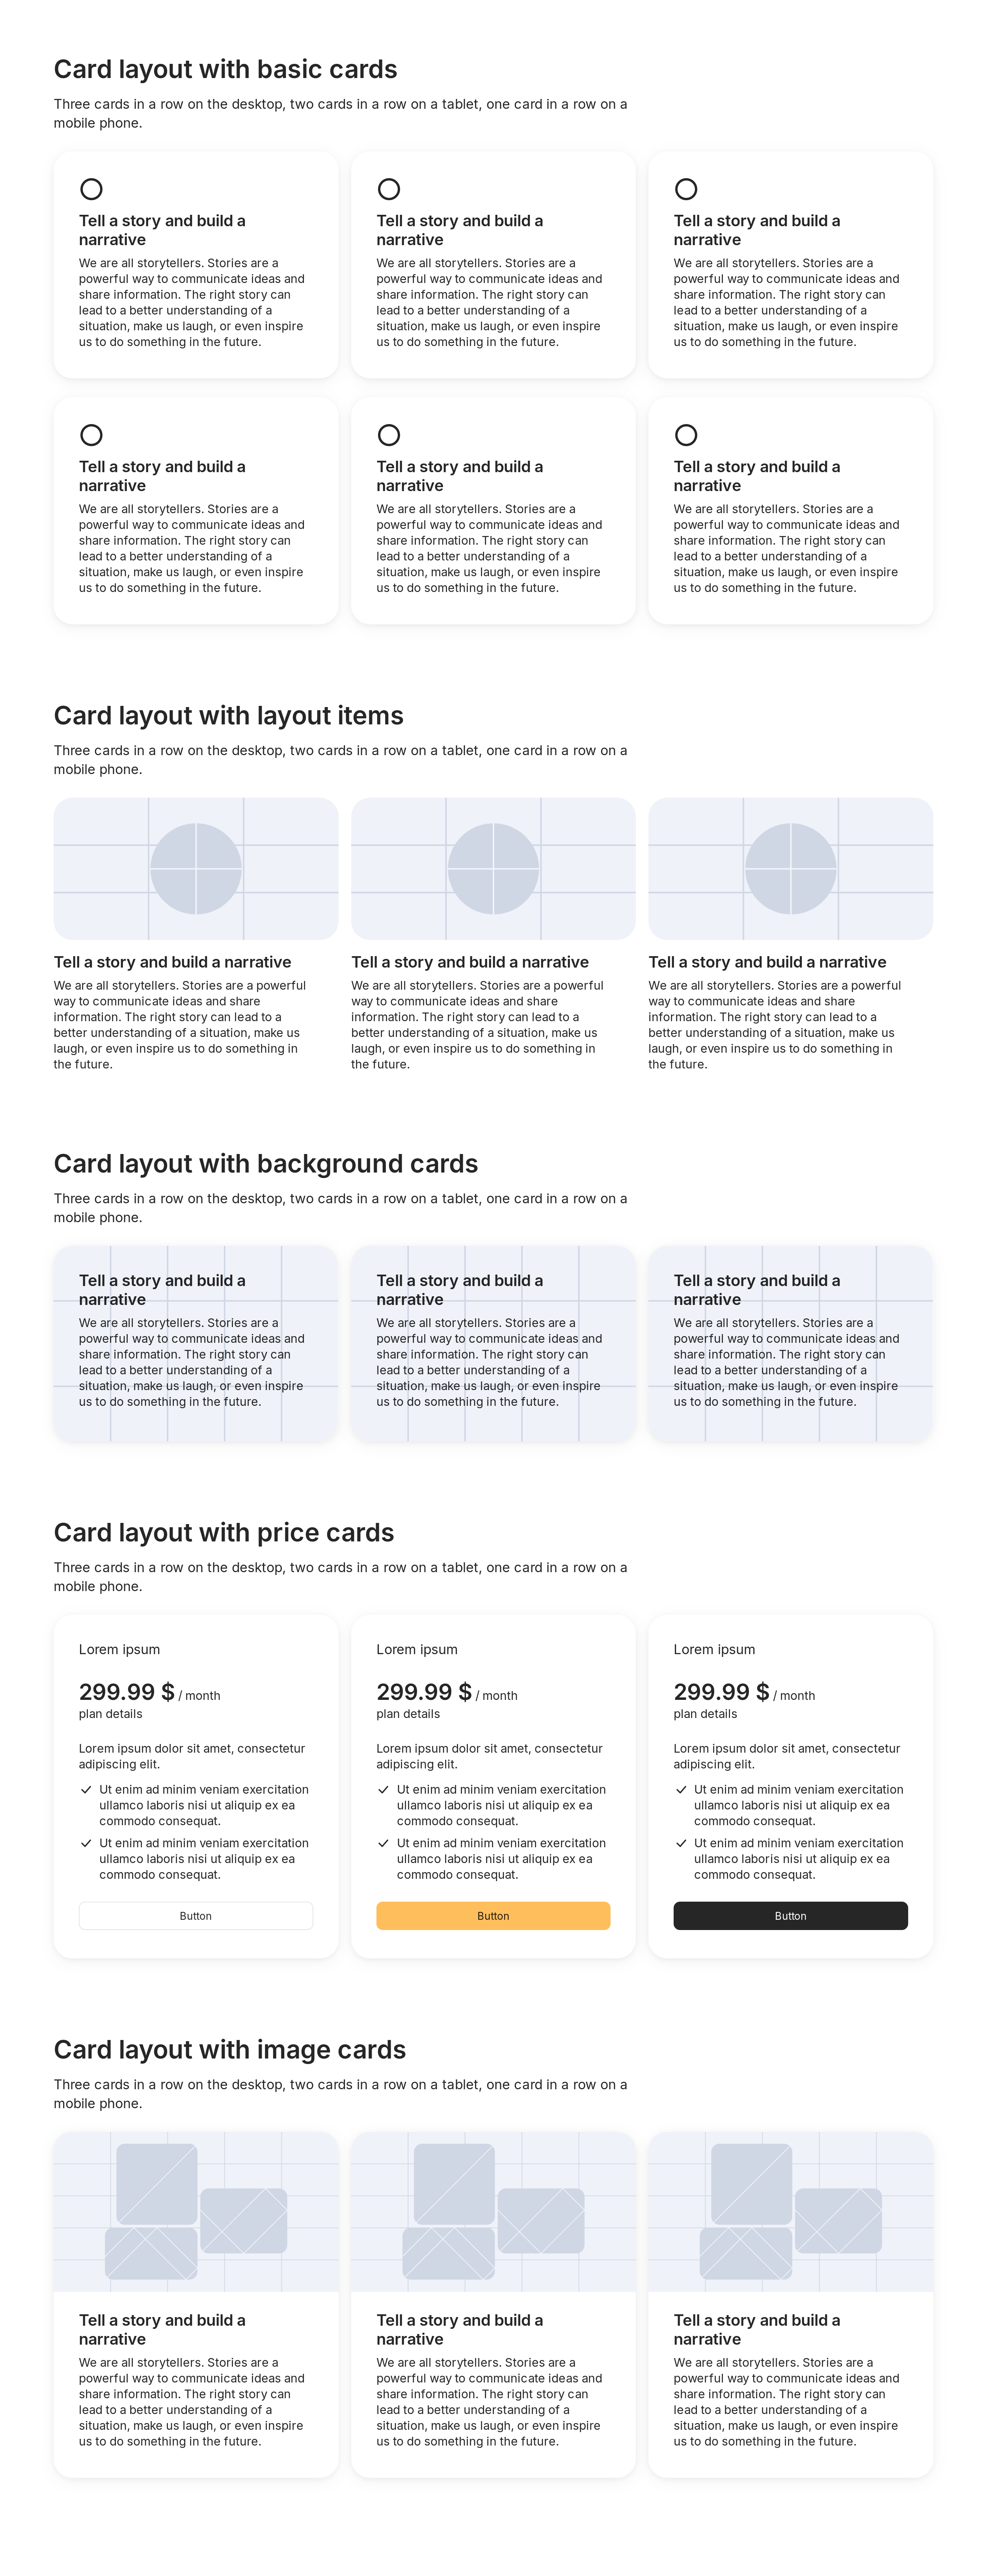 Card layout with basic cards
Three cards in a row on the desktop, two cards in a row on a tablet, one card in a row on a
mobile phone.
Tell a story and build a
narrative
We are all storytellers. Stories are a
powerful way to communicate ideas and
share information. The right story can
lead to a better understanding of a
situation, make us laugh, or even inspire
us to do something in the future.
Tell a story and build a
narrative
We are all storytellers. Stories are a
powerful way to communicate ideas and
share information. The right story can
lead to a better understanding of a
situation, make us laugh, or even inspire
us to do something in the future.
Tell a story and build a
narrative
We are all storytellers. Stories are a
powerful way to communicate ideas and
share information. The right story can
lead to a better understanding of a
situation, make us laugh, or even inspire
us to do something in the future.
Tell a story and build a
narrative
We are all storytellers. Stories are a
powerful way to communicate ideas and
share information. The right story can
lead to a better understanding of a
situation, make us laugh, or even inspire
us to do something in the future.
Tell a story and build a
narrative
We are all storytellers. Stories are a
powerful way to communicate ideas and
share information. The right story can
lead to a better understanding of a
situation, make us laugh, or even inspire
us to do something in the future.
Tell a story and build a
narrative
We are all storytellers. Stories are a
powerful way to communicate ideas and
share information. The right story can
lead to a better understanding of a
situation, make us laugh, or even inspire
us to do something in the future.
Card layout with layout items
Three cards in a row on the desktop, two cards in a row on a tablet, one card in a row on a
mobile phone.
Tell a story and build a narrative
We are all storytellers. Stories are a powerful
way to communicate ideas and share
information. The right story can lead to a
better understanding of a situation, make us
laugh, or even inspire us to do something in
the future.
Tell a story and build a narrative
We are all storytellers. Stories are a powerful
way to communicate ideas and share
information. The right story can lead to a
better understanding of a situation, make us
laugh, or even inspire us to do something in
the future.
Tell a story and build a narrative
We are all storytellers. Stories are a powerful
way to communicate ideas and share
information. The right story can lead to a
better understanding of a situation, make us
laugh, or even inspire us to do something in
the future.
Card layout with background cards
Three cards in a row on the desktop, two cards in a row on a tablet, one card in a row on a
mobile phone.
Tell a story and build a
narrative
We are all storytellers. Stories are a
powerful way to communicate ideas and
share information. The right story can
lead to a better understanding of a
situation, make us laugh, or even inspire
us to do something in the future.
Tell a story and build a
narrative
We are all storytellers. Stories are a
powerful way to communicate ideas and
share information. The right story can
lead to a better understanding of a
situation, make us laugh, or even inspire
us to do something in the future.
Tell a story and build a
narrative
We are all storytellers. Stories are a
powerful way to communicate ideas and
share information. The right story can
lead to a better understanding of a
situation, make us laugh, or even inspire
us to do something in the future.
Card layout with price cards
Three cards in a row on the desktop, two cards in a row on a tablet, one card in a row on a
mobile phone.
Lorem ipsum
299.99 $ / month
plan details
Lorem ipsum dolor sit amet, consectetur
adipiscing elit.
Ut enim ad minim veniam exercitation
ullamco laboris nisi ut aliquip ex ea
commodo consequat.
Ut enim ad minim veniam exercitation
ullamco laboris nisi ut aliquip ex ea
commodo consequat.
Button
Lorem ipsum
299.99 $ / month
plan details
Lorem ipsum dolor sit amet, consectetur
adipiscing elit.
Ut enim ad minim veniam exercitation
ullamco laboris nisi ut aliquip ex ea
commodo consequat.
Ut enim ad minim veniam exercitation
ullamco laboris nisi ut aliquip ex ea
commodo consequat.
Button
Lorem ipsum
299.99 $ / month
plan details
Lorem ipsum dolor sit amet, consectetur
adipiscing elit.
Ut enim ad minim veniam exercitation
ullamco laboris nisi ut aliquip ex ea
commodo consequat.
Ut enim ad minim veniam exercitation
ullamco laboris nisi ut aliquip ex ea
commodo consequat.
Button
Card layout with image cards
Three cards in a row on the desktop, two cards in a row on a tablet, one card in a row on a
mobile phone.
Tell a story and build a
narrative
We are all storytellers. Stories are a
powerful way to communicate ideas and
share information. The right story can
lead to a better understanding of a
situation, make us laugh, or even inspire
us to do something in the future.
Tell a story and build a
narrative
We are all storytellers. Stories are a
powerful way to communicate ideas and
share information. The right story can
lead to a better understanding of a
situation, make us laugh, or even inspire
us to do something in the future.
Tell a story and build a
narrative
We are all storytellers. Stories are a
powerful way to communicate ideas and
share information. The right story can
lead to a better understanding of a
situation, make us laugh, or even inspire
us to do something in the future.